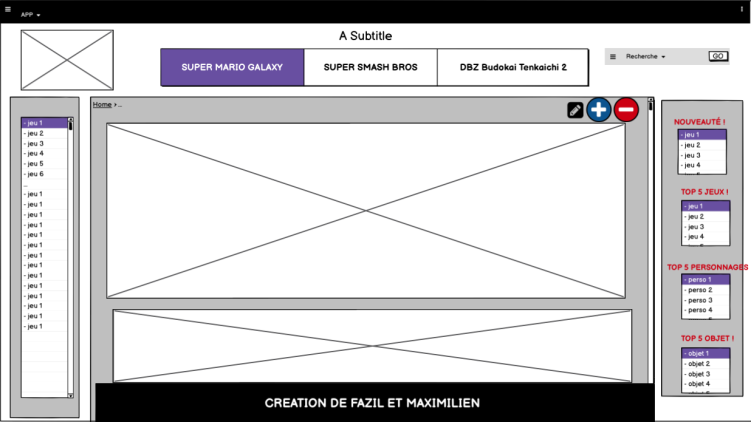 APP
A Subtitle
SUPER MARIO GALAXY
SUPER SMASH BROS
DBZ Budokai Tenkaichi 2
Recherche
GO
- jeu 1
- jeu 2
- jeu 3
- jeu 4
- jeu 5
- jeu 6
...
- jeu 1
- jeu 1
- jeu 1
- jeu 1
- jeu 1
- jeu 1
- jeu 1
- jeu 1
- jeu 1
- jeu 1
- jeu 1
- jeu 1
- jeu 1
- jeu 1
Home > ..
NOUVEAUTÉ !
- jeu 1
- jeu 2
- jeu 3
- jeu 4
TOP 5 JEUX !
- jeu 1
- jeu 2
- jeu 3
- jeu 4
TOP 5 PERSONNAGES
- perso 1
- perso 2
- perso 3
- perso 4
TOP 5 OBJET !
- objet 1
- objet 2
- objet 3
- objet 4
CREATION DE FAZIL ET MAXIMILIEN